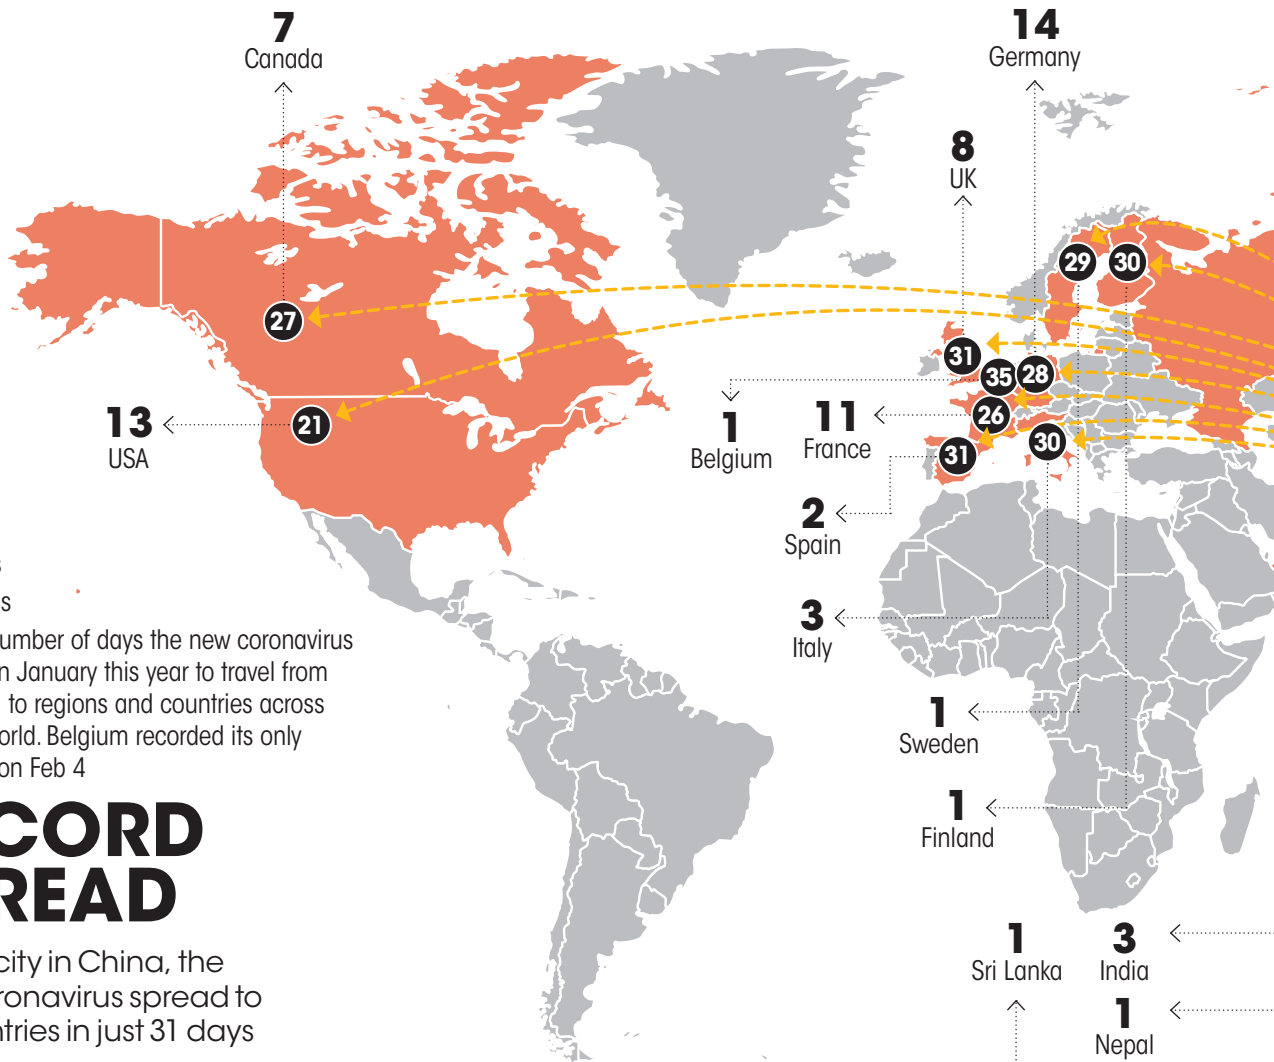 7
Canada
14
Germany
8
UK
29
30
27
31
35
28
13
USA
21
1
Belgium
11
France
26
31
30
2
Spain
3
Italy
s
s
umber of days the new coronavirus
n January this year to travel from
to regions and countries across
orld. Belgium recorded its only
on Feb 4
1
Sweden
1
Finland
CORD
READ
city in China, the
ronavirus spread to
ntries in just 31 days
1
Sri Lanka
3
India
1
Nepal